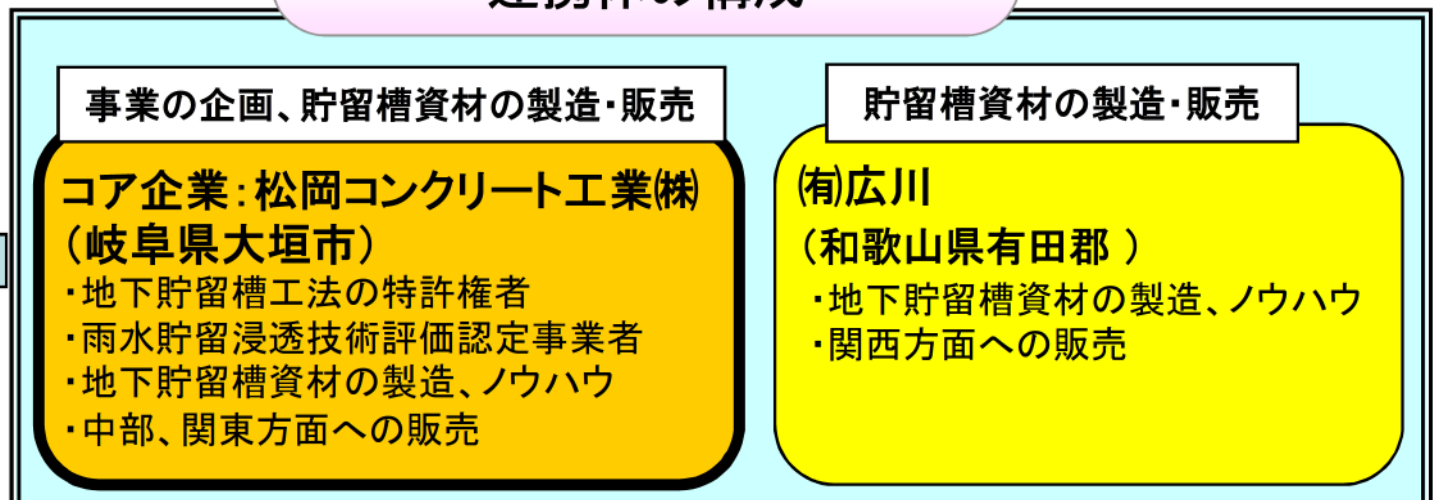 連携体の構成
事業の企画、貯留槽資材の製造・販売
コア企業：松岡コンクリート工業㈱
（岐阜県大垣市）
・地下貯留槽工法の特許権者
・雨水貯留浸透技術評価認定事業者
・地下貯留槽資材の製造、ノウハウ
・中部、関東方面への販売
貯留槽資材の製造・販売
㈲広川
（和歌山県有田郡 ）
・地下貯留槽資材の製造、ノウハウ
・関西方面への販売